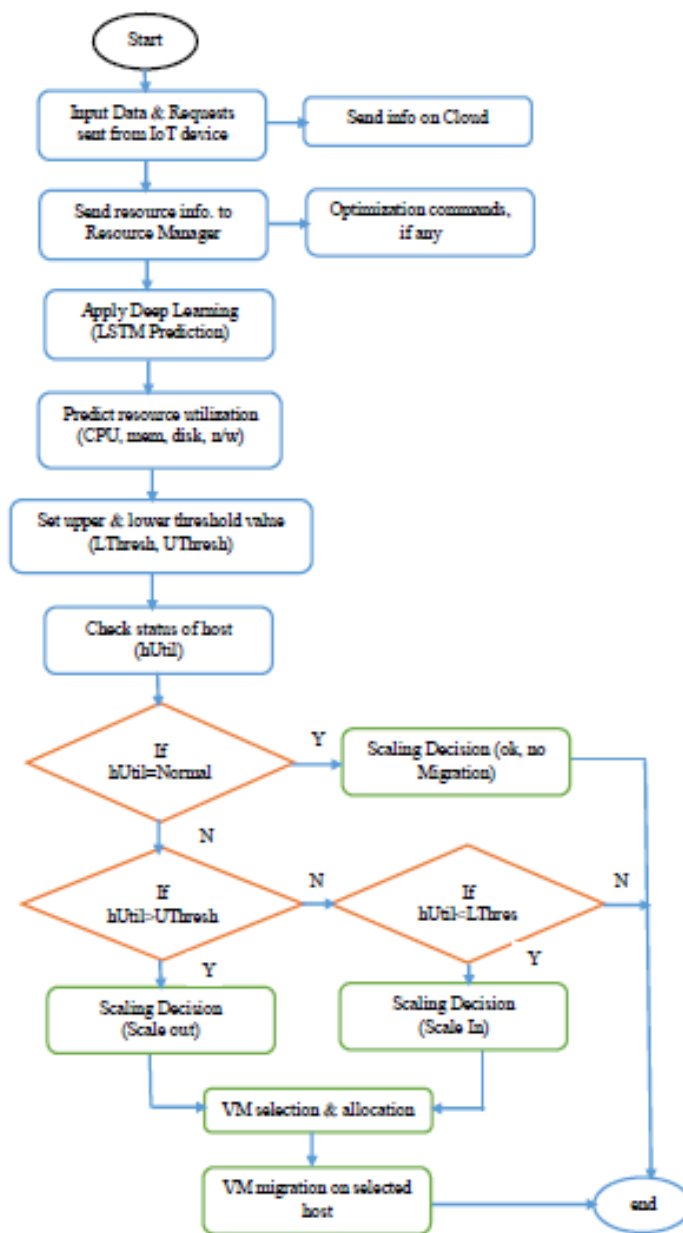 Start
Input Data & Requests
sent from IoT device
Send info on Cloud
Send resource info. to
Resource Manager
Optimization commands,
if any
Apply Deep Learning
(LSTM Prediction)
Predict resource utilization
(CPU, mem, disk, n/w)
Set upper & lower threshold value
(LThresh, UThresh)
Check status of host
(hUtil)
If
hUtil=Normal
Y
Scaling Decision (ok, no
Migration)
N
If
hUtil>UThresh
N
If
hUtil<LThres
N
Y
Y
Scaling Decision
(Scale out)
Scaling Decision
(Scale In)
VM selection & allocation
VM migration on selected
host
end